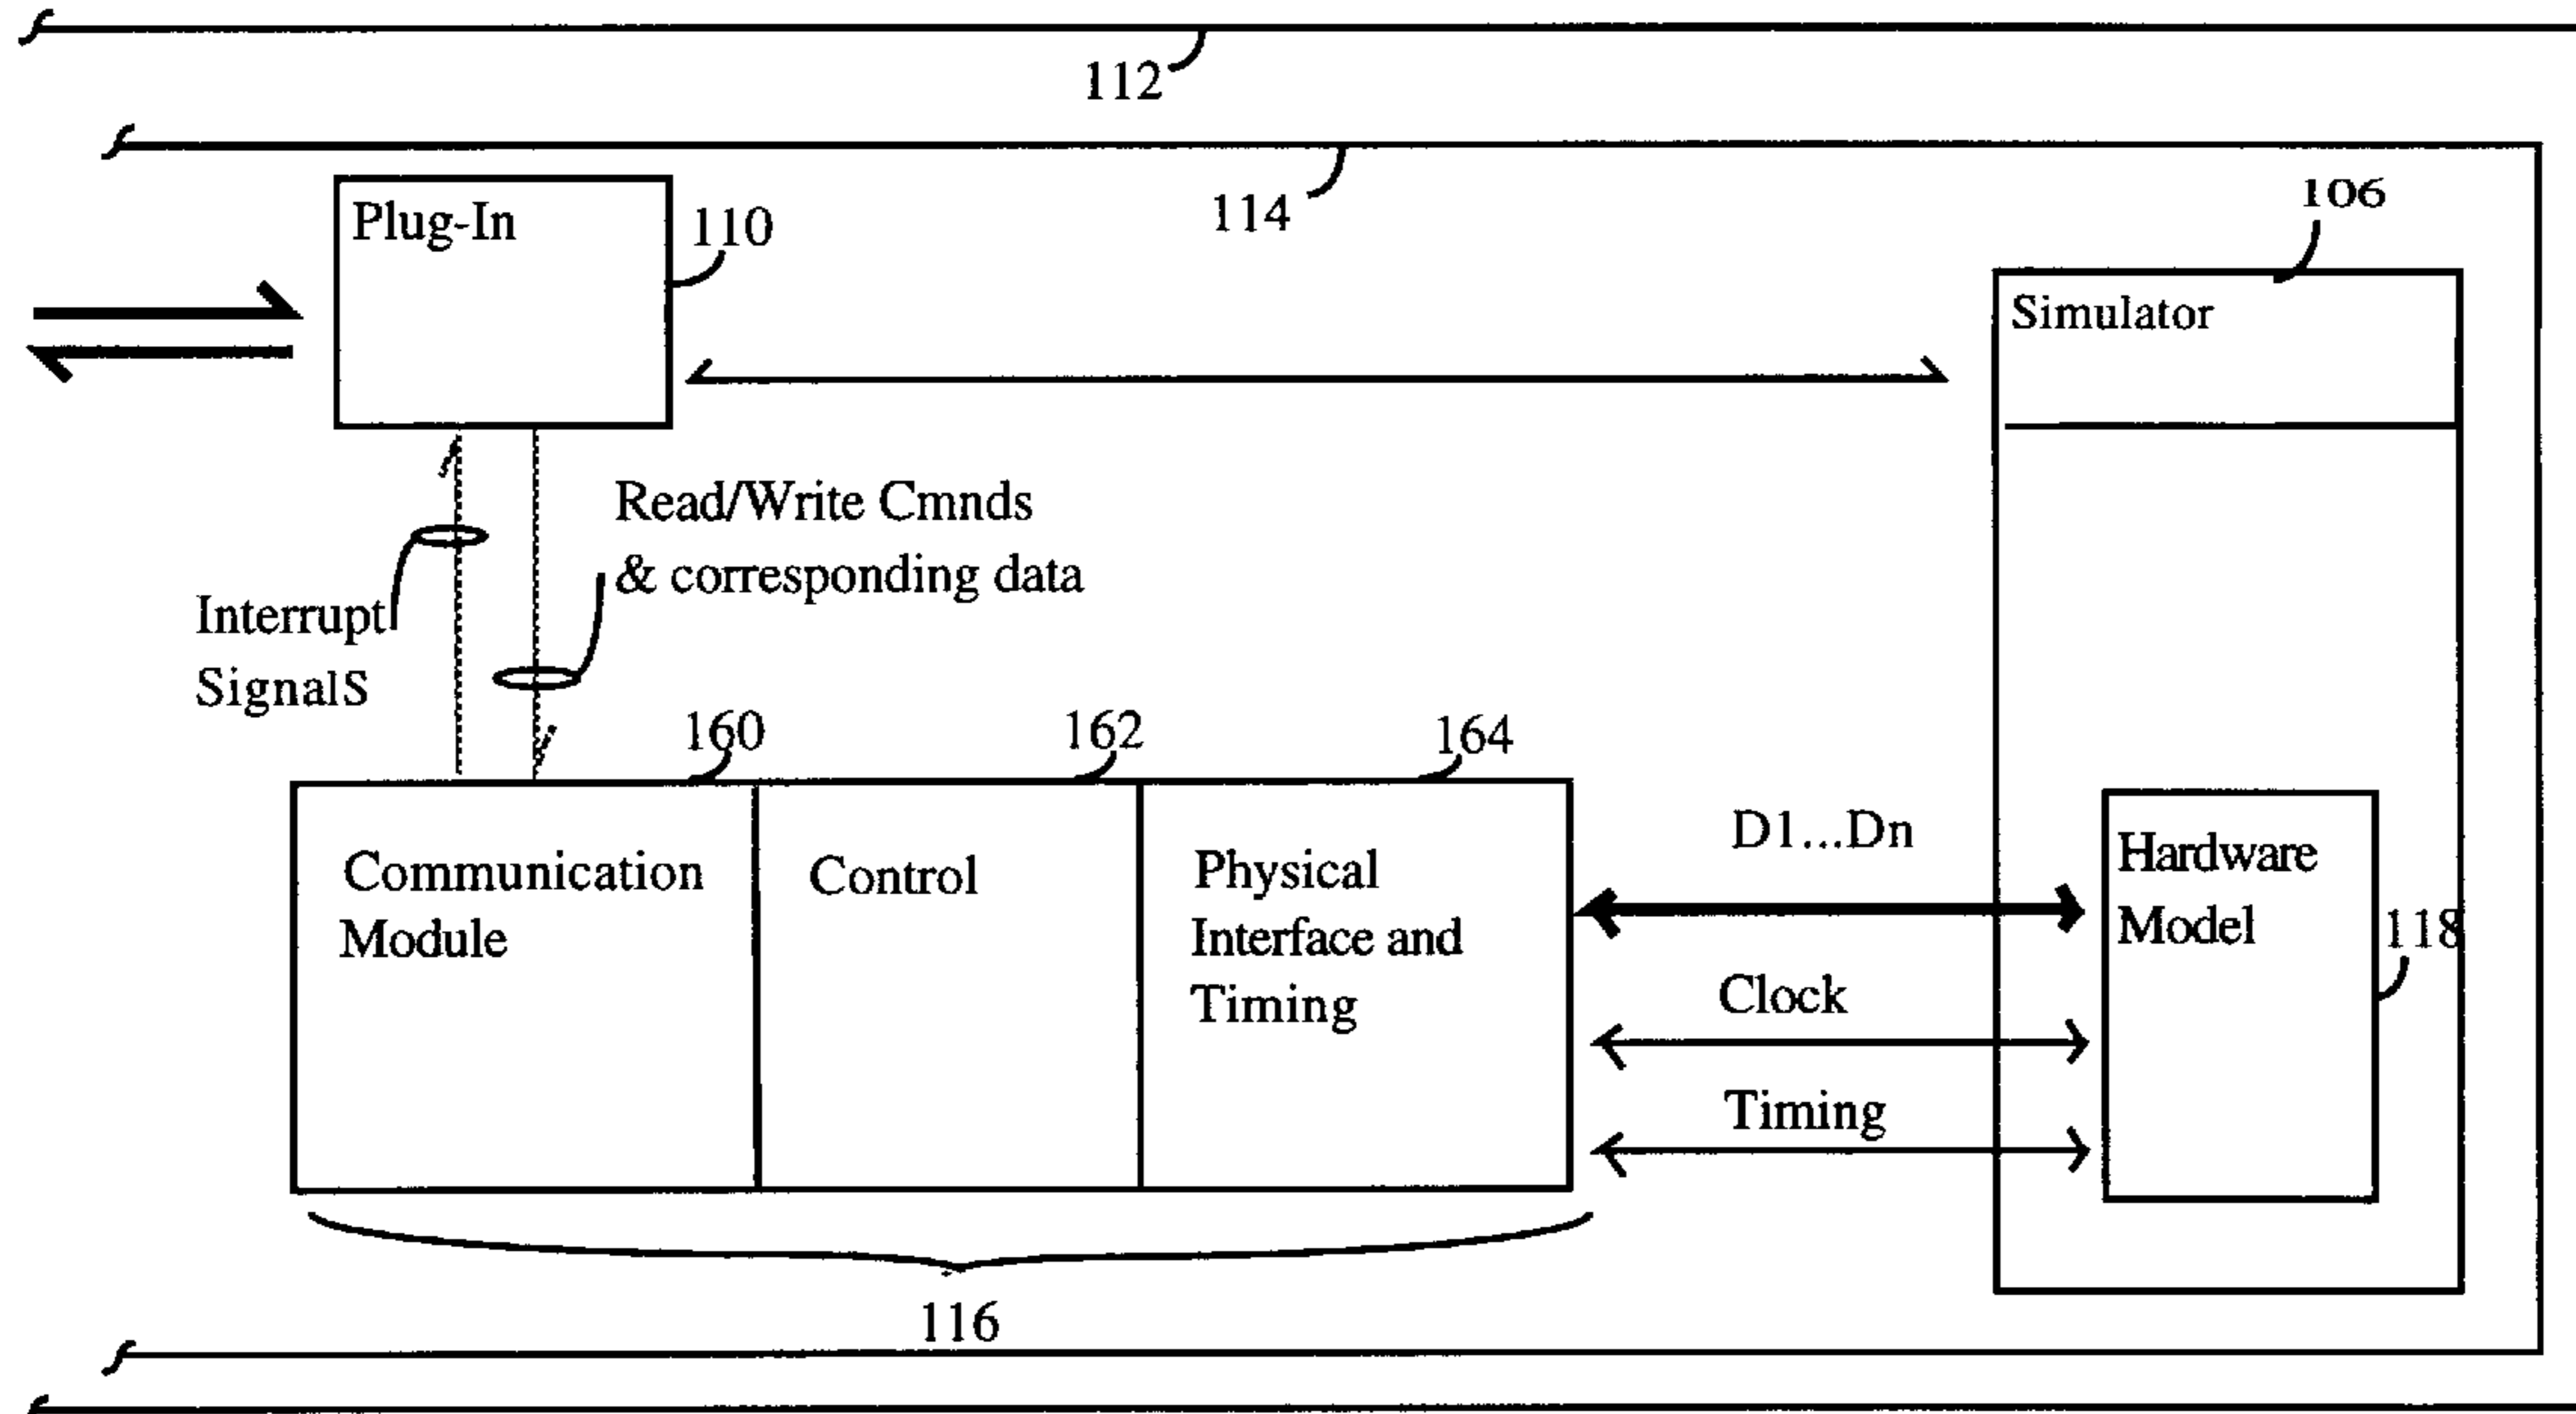 112
114
106
Plug-In
110
Simulator
Read/Write Cmnds
& corresponding data
Interrupt
SignalS
160
162
164
Communication
Module
Control
Physical
Interface and
Timing
D1...Dn
Clock
Timing
Hardware
Model
118
116